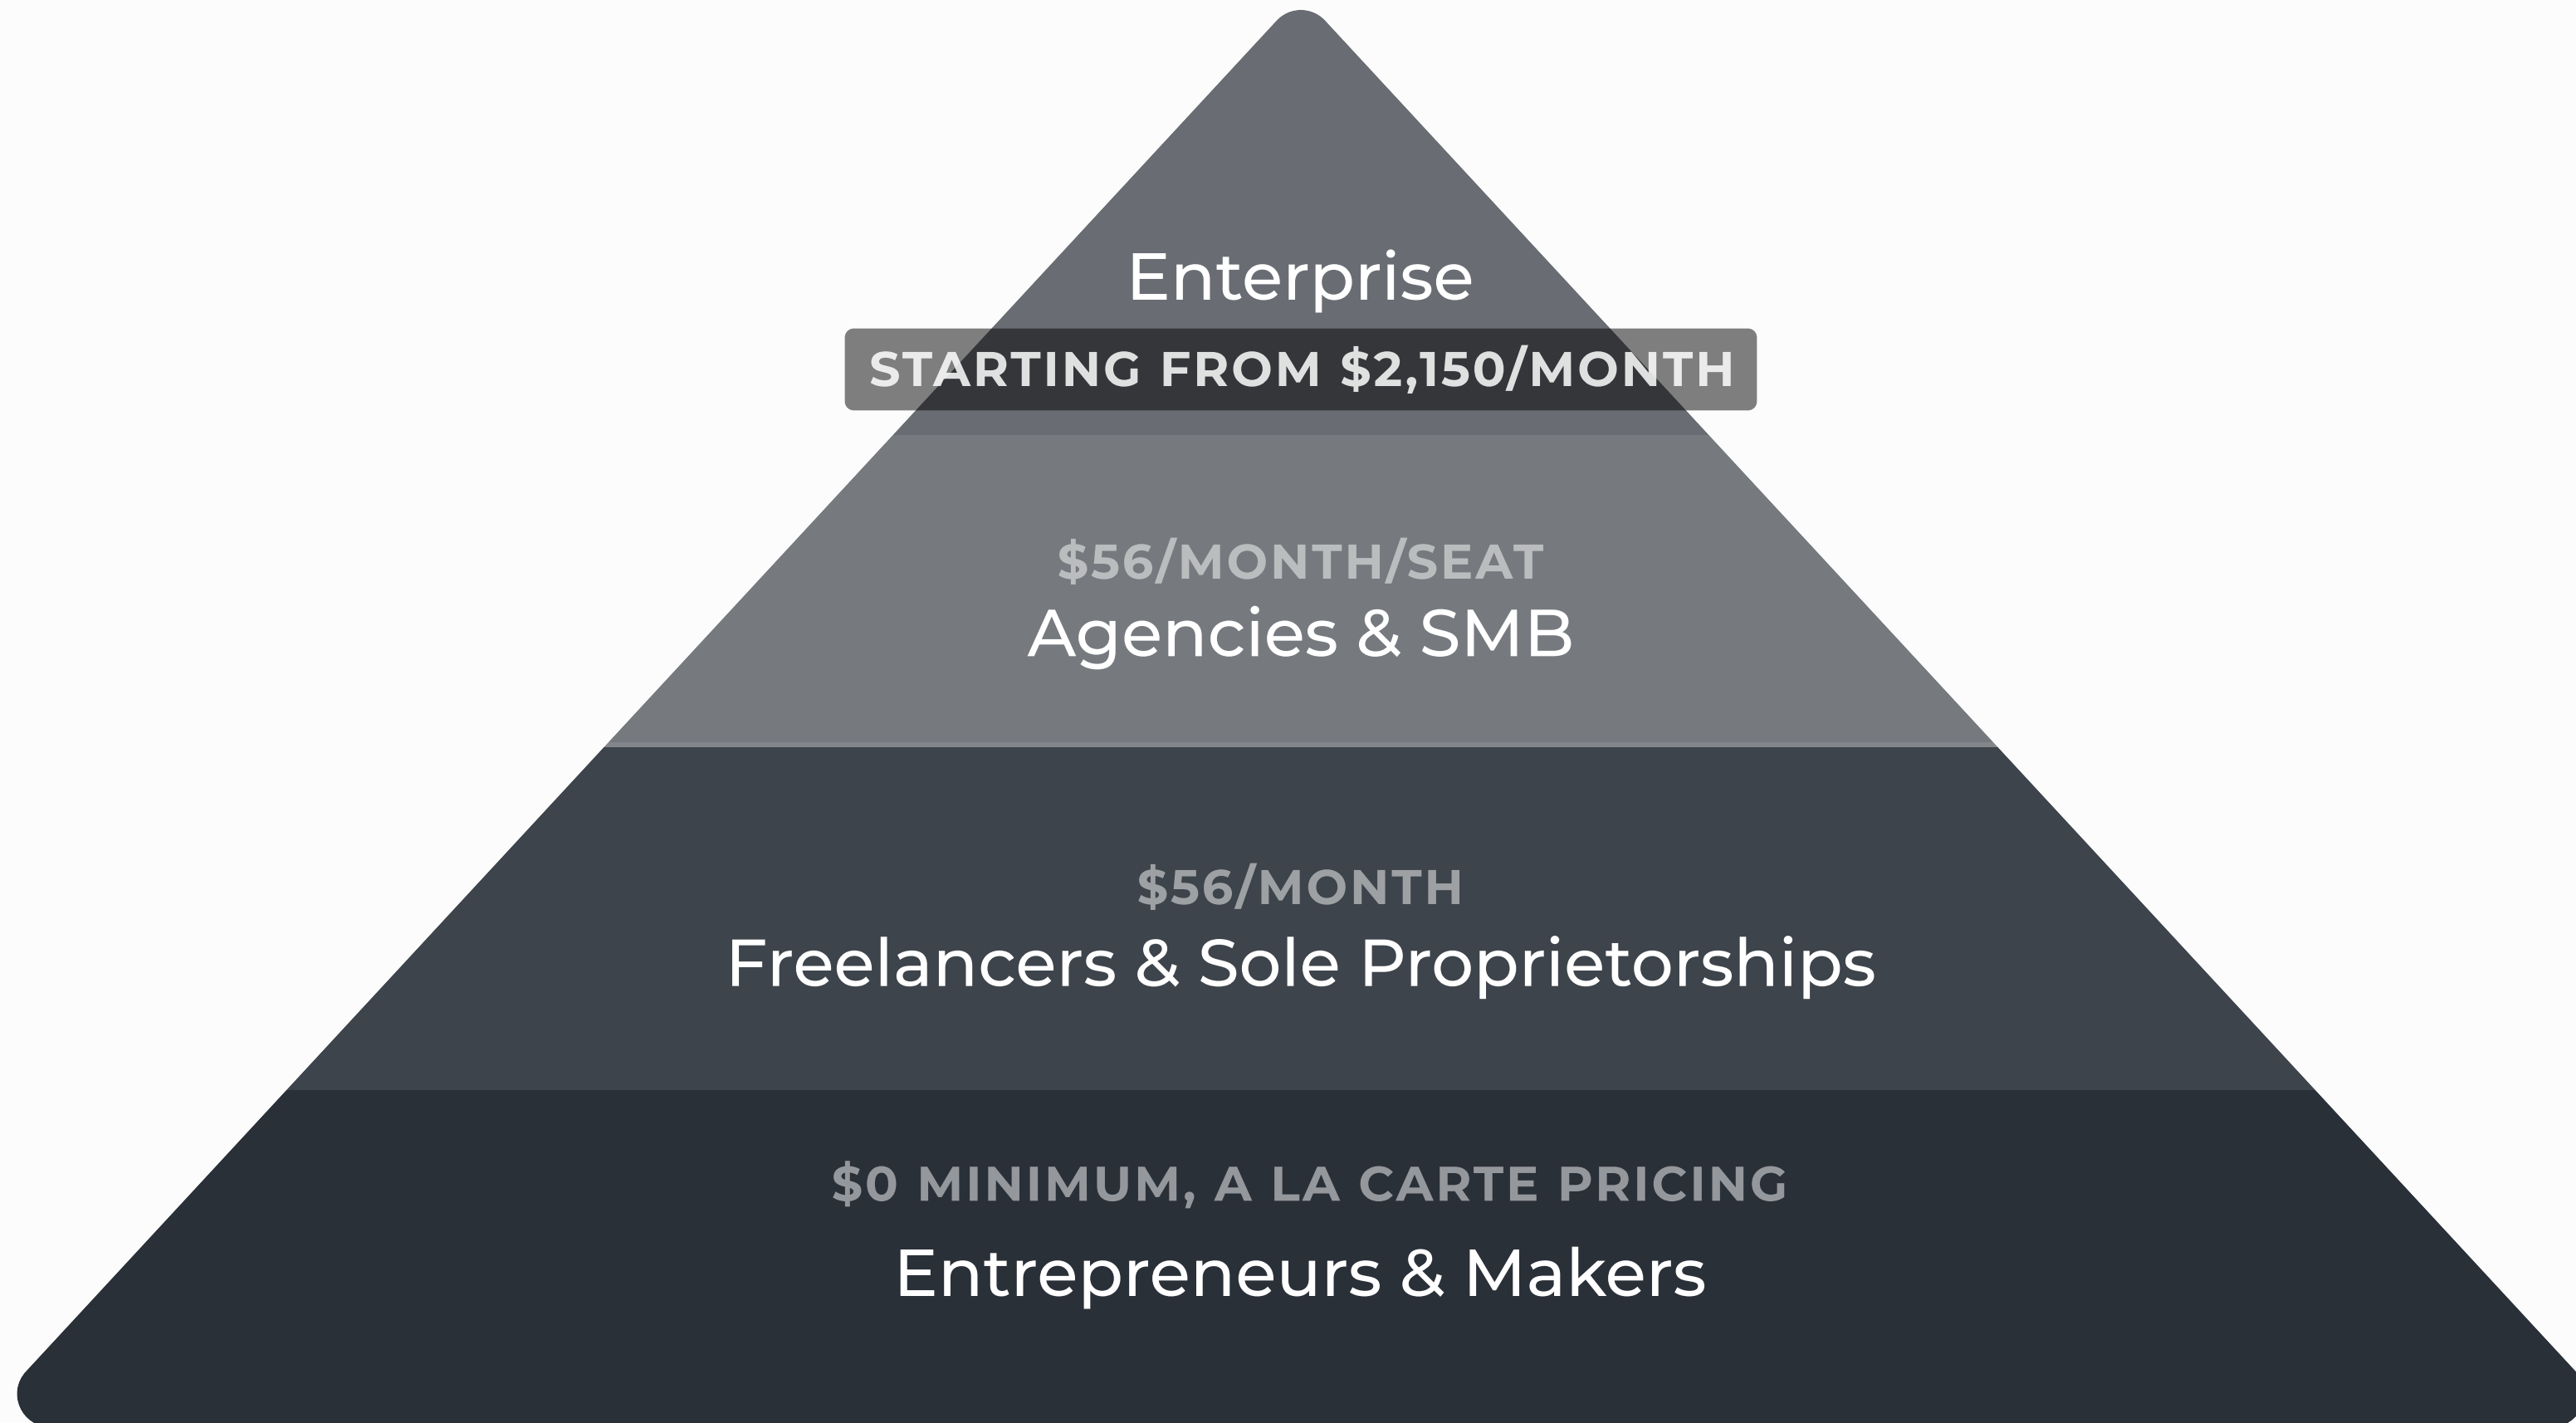 Enterprise
STARTING FROM $2,150/MONTH
$56/MONTH/SEAT
Agencies & SMB
$56/MONTH
Freelancers & Sole Proprietorships
$0 MINIMUM, A LA CARTE PRICING
Entrepreneurs & Makers